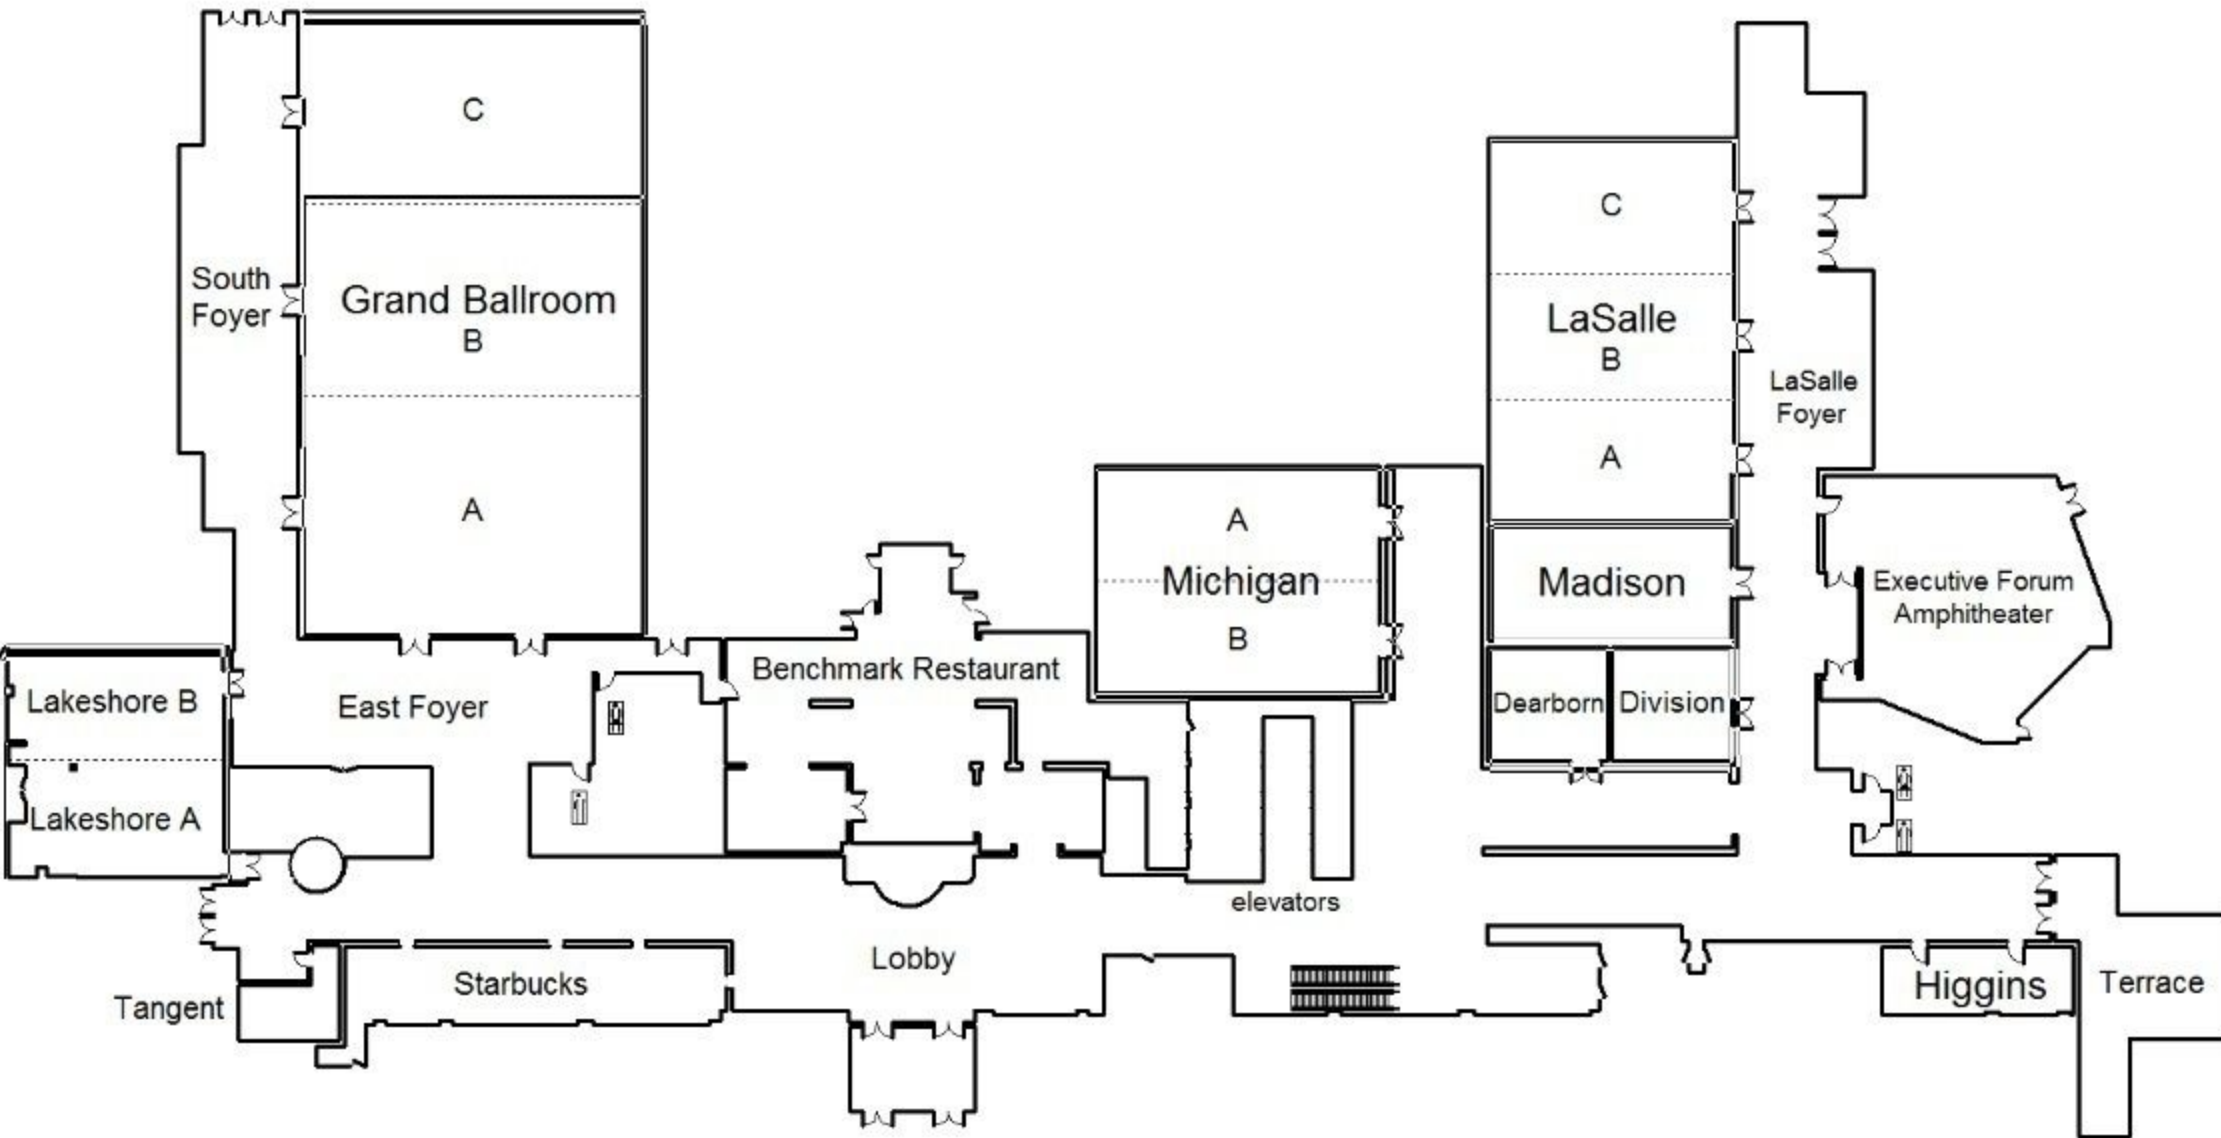 C
South
Foyer
Grand Ballroom
B
A
C
LaSalle
B
A
LaSalle
Foyer
A
Michigan
B
Madison
Executive Forum
Amphitheater
Dearborn
Division
Benchmark Restaurant
Lakeshore B
East Foyer
Lakeshore A
elevators
Lobby
Starbucks
Tangent
Higgins
Terrace